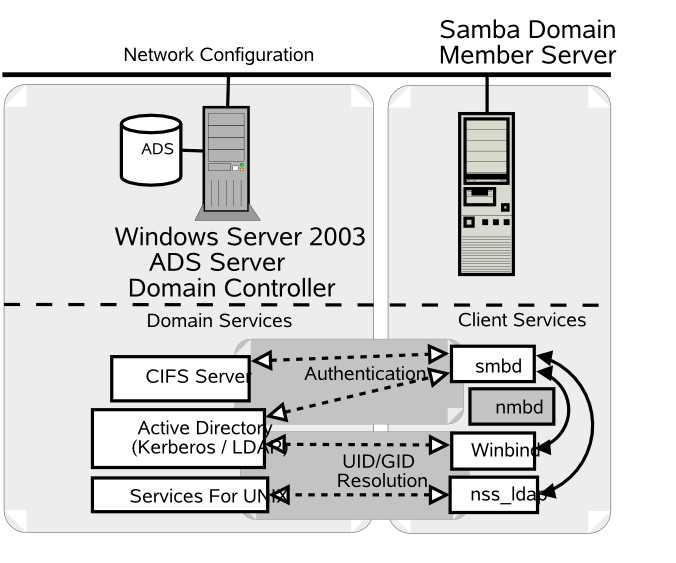 Samba Domain
Member Server
Network Configuration
ADS
Windows Server 2003
ADS Server
Domain Controller
Domain Services
Client Services
CIFS Server
Authentication
smbd
nmbd
Active Directory
(Kerberos / LDAP)
Winbind
UID/GID
Resolution
Services For UNIX
nss_ldap